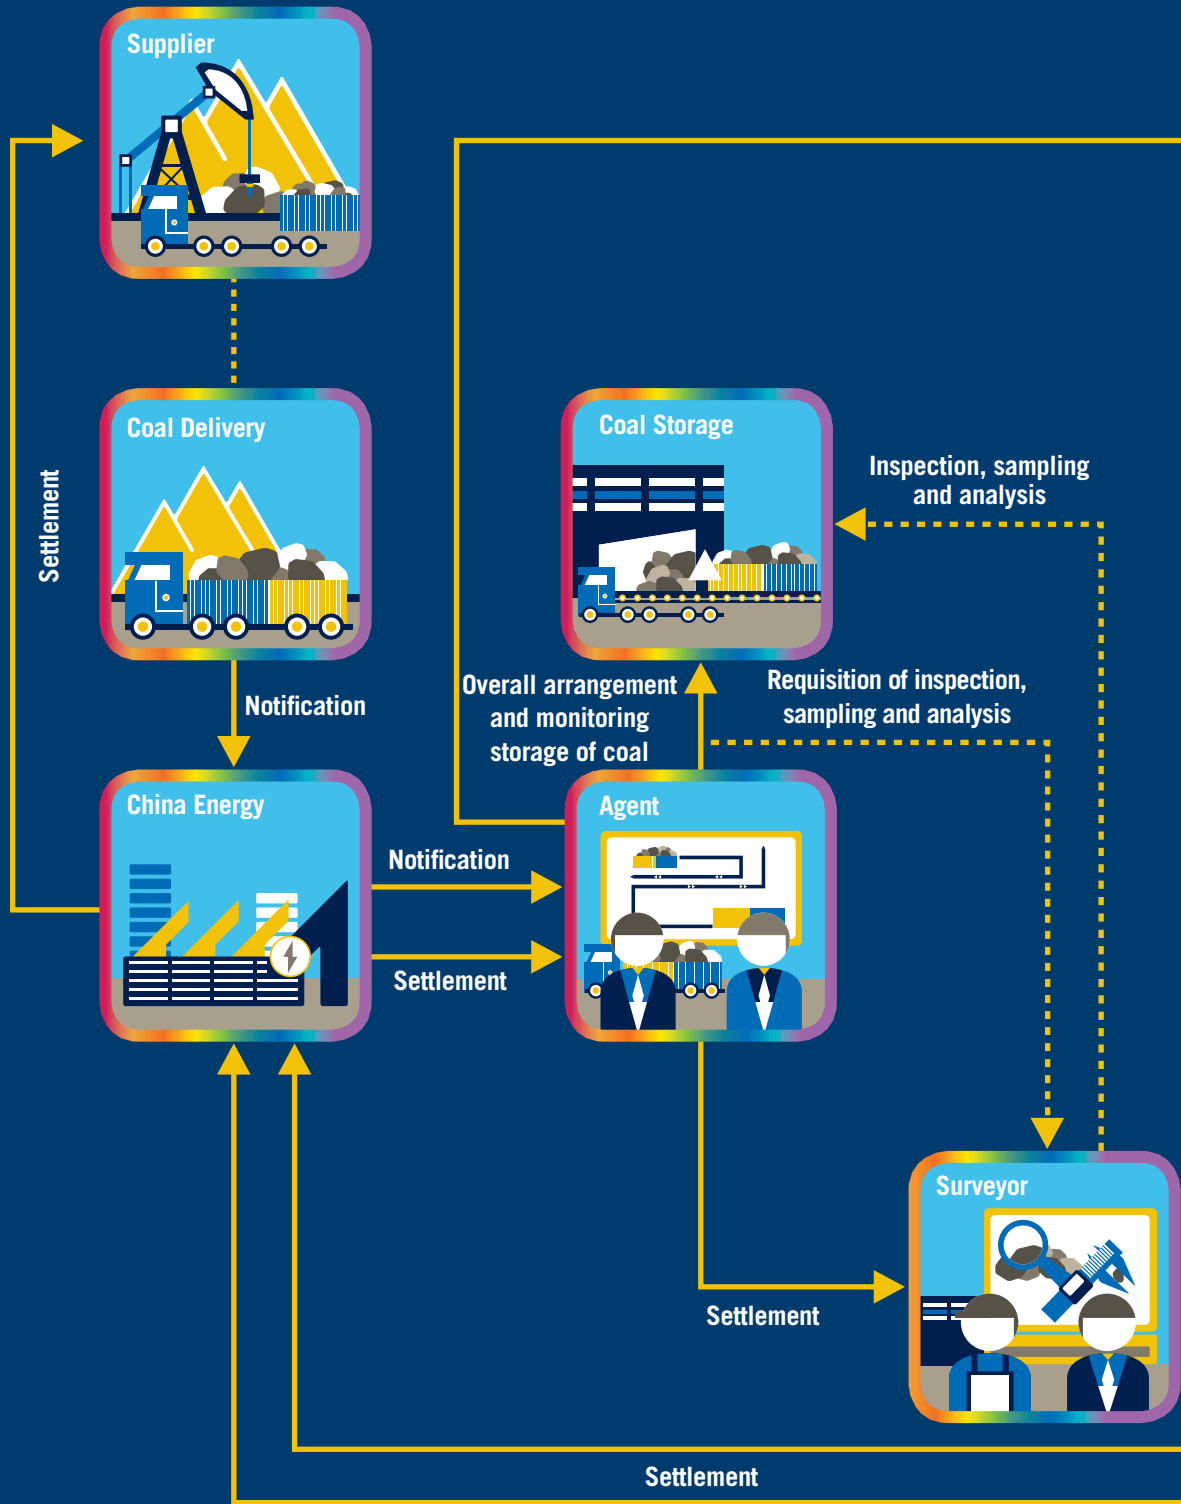 Supplier
Settlement
Coal Delivery
Coal Storage
Inspection, sampling
and analysis
Notification
Overall arrangement
and monitoring
storage of coal
Requisition of inspection,
sampling and analysis
China Energy
Notification
Settlement
Agent
Surveyor
Settlement
Settlement